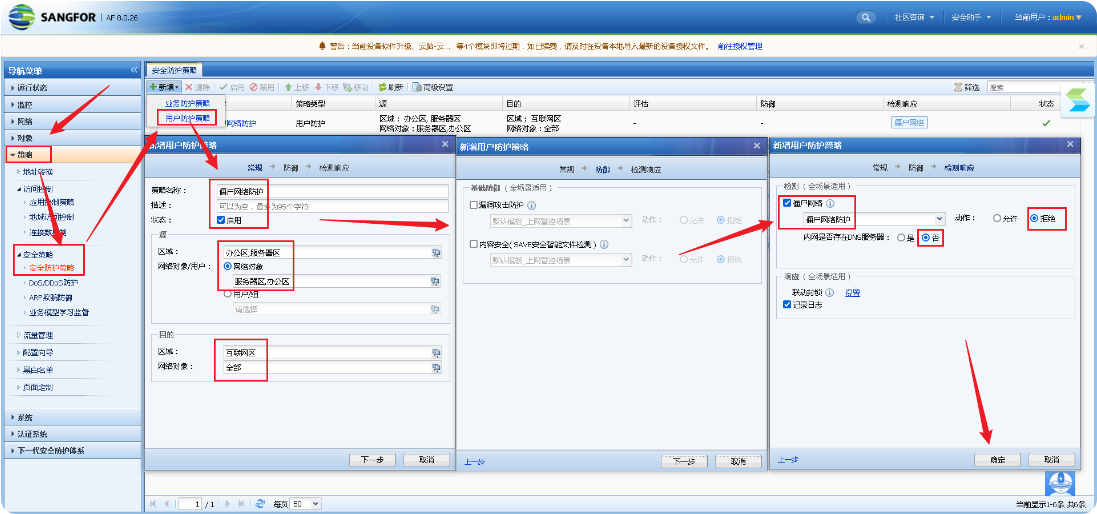 SANGFOR | AF 8.0.26
社区咨询
安全助手
当前用户：admin
警告：当前设备软件升级、云脑-云... 等4个模块即将过期，如已续费，请及时在设备本地导入最新的设备授权文件。 前往授权管理
导航菜单
运行状态
监控
网络
对象
策略
地址转换
访问控制
应用控制策略
地域访问控制
连接数控制
安全策略
安全防护策略
DoS/DDoS防护
ARP欺骗防御
业务模型学习监管
流量管理
配置向导
黑白名单
页面定制
系统
认证系统
下一代安全防护体系
安全防护策略
新增 删除 启用 禁用 上移 下移 移动 刷新 高级设置
筛选 搜索
业务防护策略
用户防护策略
策略类型 源 目的 评估 防御 检测响应 状态
网络防护 用户防护 区域：办公区,服务器区 区域：互联网区 - - 僵尸网络
网络对象：服务器区,办公区 网络对象：全部
新增用户防护策略
常规 防御 检测响应
策略名称： 僵尸网络防护
描述： 可以为空，最多为95个字符
状态： 启用
源
区域： 办公区,服务器区
网络对象/用户： 网络对象
服务器区,办公区
用户/组
请选择
目的
区域： 互联网区
网络对象： 全部
下一步 取消
新增用户防护策略
常规 防御 检测响应
基础防御（全场景适用）
漏洞攻击防护
默认模板_上网管控场景 动作： 允许 拒绝
内容安全(SAVE安全智能文件检测)
默认模板_上网管控场景 动作： 允许 拒绝
上一步 下一步 取消
新增用户防护策略
常规 防御 检测响应
检测（全场景适用）
僵尸网络
僵尸网络防护 动作： 允许 拒绝
内网是否存在DNS服务器： 是 否
响应（全场景适用）
联动封锁 设置
记录日志
上一步 确定 取消
1 / 1 每页 50
当前显示1-6条 共6条